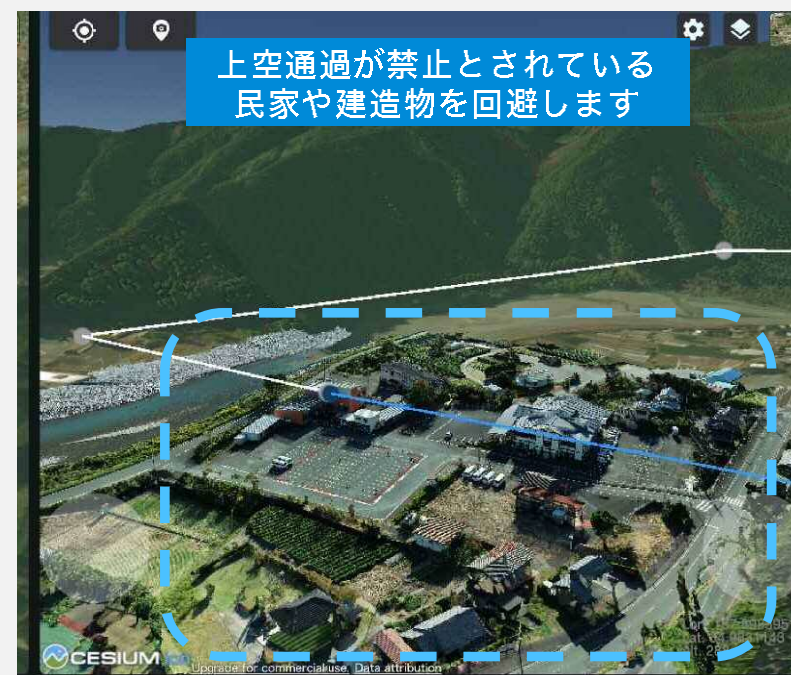 上空通過が禁止とされている
民家や建造物を回避します
CESIUM
Upgrade for commercial use. Data attribution